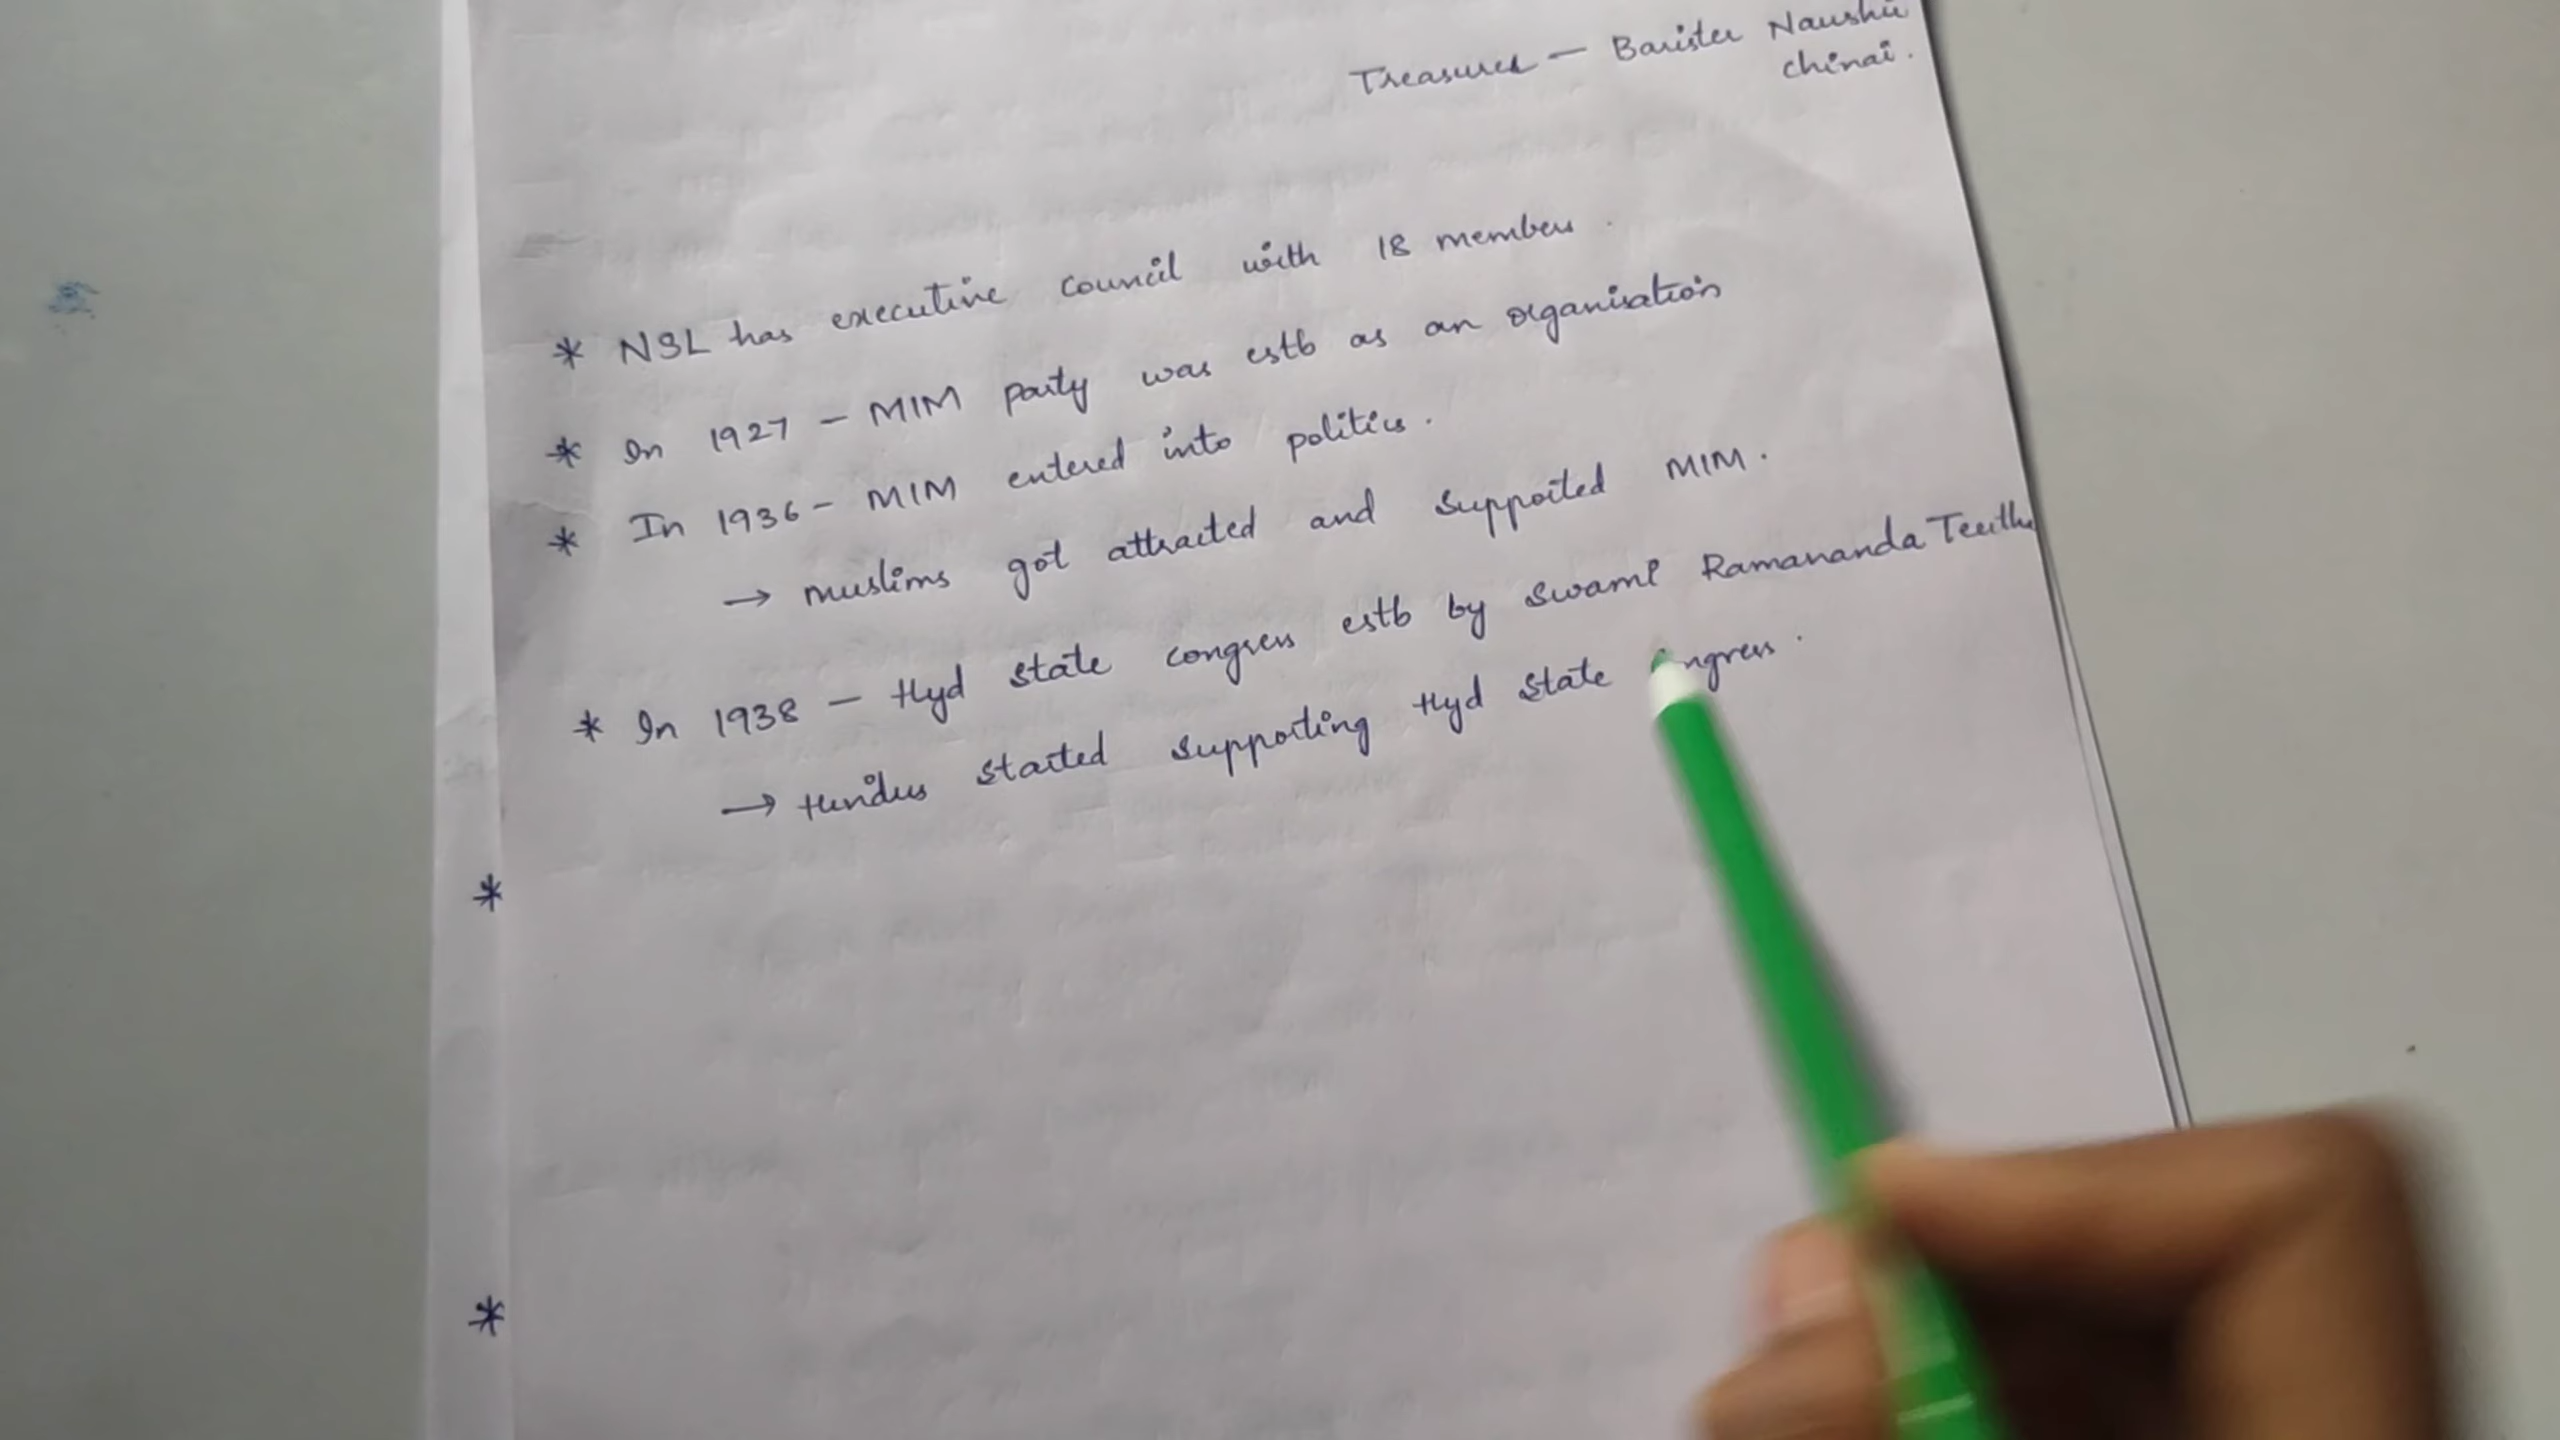 Treasurer — Barister Naushir
chinai.
* NSL has executive council with 18 members.
* In 1927 - MIM party was estb as an organisation
* In 1936 - MIM entered into politics.
→ muslims got attracted and supported MIM.
* In 1938 - Hyd state congress estb by Swami Ramananda Teertha
→ Hindus started supporting Hyd state congress.
*
*